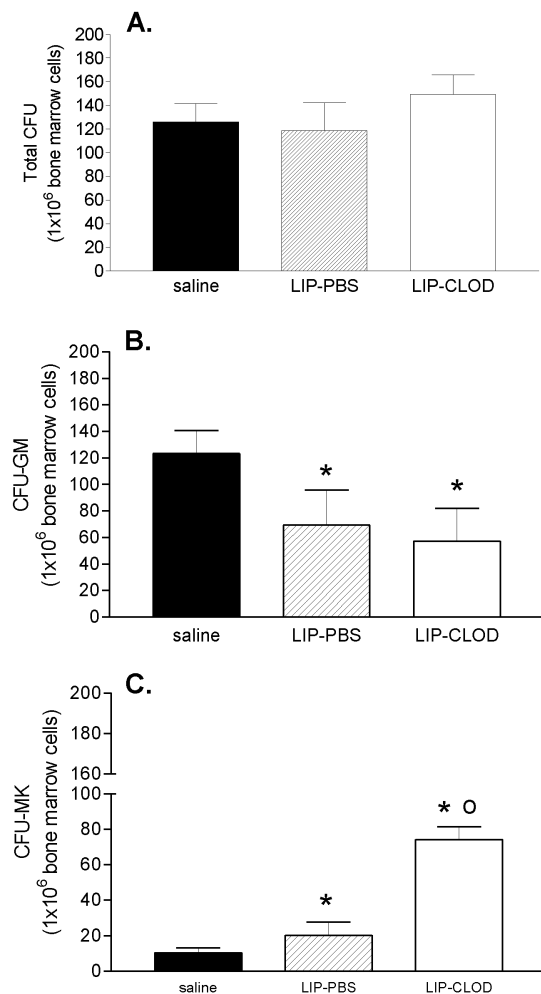 A.
Total CFU
(1x10⁶ bone marrow cells)
200
180
160
140
120
100
80
60
40
20
0
saline LIP-PBS LIP-CLOD
B.
CFU-GM
(1x10⁶ bone marrow cells)
200
180
160
140
120
100
80
60
40
20
0
* *
saline LIP-PBS LIP-CLOD
C.
CFU-MK
(1x10⁶ bone marrow cells)
200
180
160
80
60
40
20
0
* * o
saline LIP-PBS LIP-CLOD